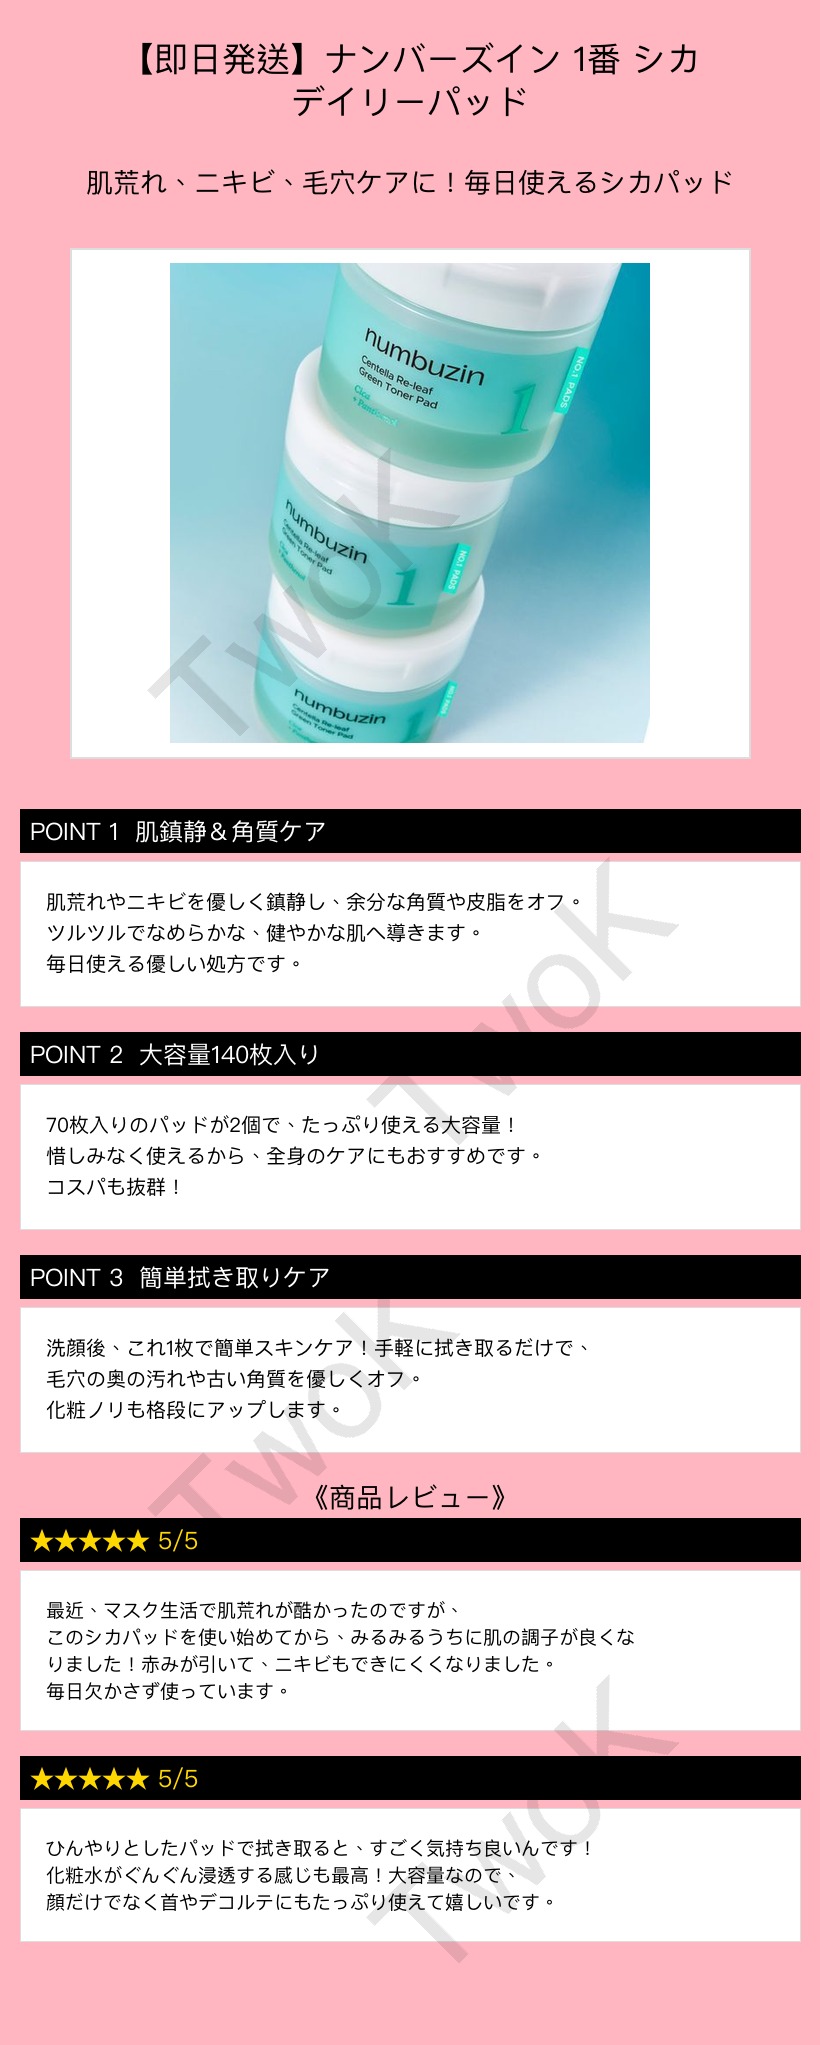 【即日発送】ナンバーズイン 1番 シカ
デイリーパッド
肌荒れ、ニキビ、毛穴ケアに！毎日使えるシカパッド
numbuzin
Centella Re-leaf
Green Toner Pad
Cica
+ Panthenol
1
NO.1 PADS
numbuzin
Centella Re-leaf
Green Toner Pad
Cica
+ Panthenol
1
NO.1 PADS
numbuzin
Centella Re-leaf
Green Toner Pad
1
NO.1 PADS
TwoK
POINT 1 肌鎮静＆角質ケア
肌荒れやニキビを優しく鎮静し、余分な角質や皮脂をオフ。
ツルツルでなめらかな、健やかな肌へ導きます。
毎日使える優しい処方です。
TwoK
POINT 2 大容量140枚入り
70枚入りのパッドが2個で、たっぷり使える大容量！
惜しみなく使えるから、全身のケアにもおすすめです。
コスパも抜群！
POINT 3 簡単拭き取りケア
洗顔後、これ1枚で簡単スキンケア！手軽に拭き取るだけで、
毛穴の奥の汚れや古い角質を優しくオフ。
化粧ノリも格段にアップします。
TwoK
《商品レビュー》
★★★★★ 5/5
最近、マスク生活で肌荒れが酷かったのですが、
このシカパッドを使い始めてから、みるみるうちに肌の調子が良くな
りました！赤みが引いて、ニキビもできにくくなりました。
毎日欠かさず使っています。
★★★★★ 5/5
ひんやりとしたパッドで拭き取ると、すごく気持ち良いんです！
化粧水がぐんぐん浸透する感じも最高！大容量なので、
顔だけでなく首やデコルテにもたっぷり使えて嬉しいです。
TwoK